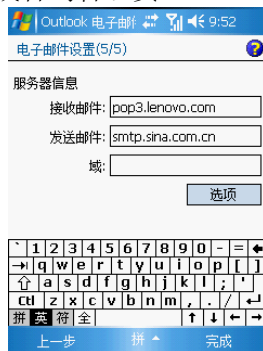 Outlook 电子邮件 9:52
电子邮件设置(5/5)
服务器信息
接收邮件: pop3.lenovo.com
发送邮件: smtp.sina.com.cn
域:
选项
` 1 2 3 4 5 6 7 8 9 0 - =
q w e r t y u i o p [ ]
a s d f g h j k l ; '
Ctl z x c v b n m , . /
拼 英 符 全
上一步 拼 完成